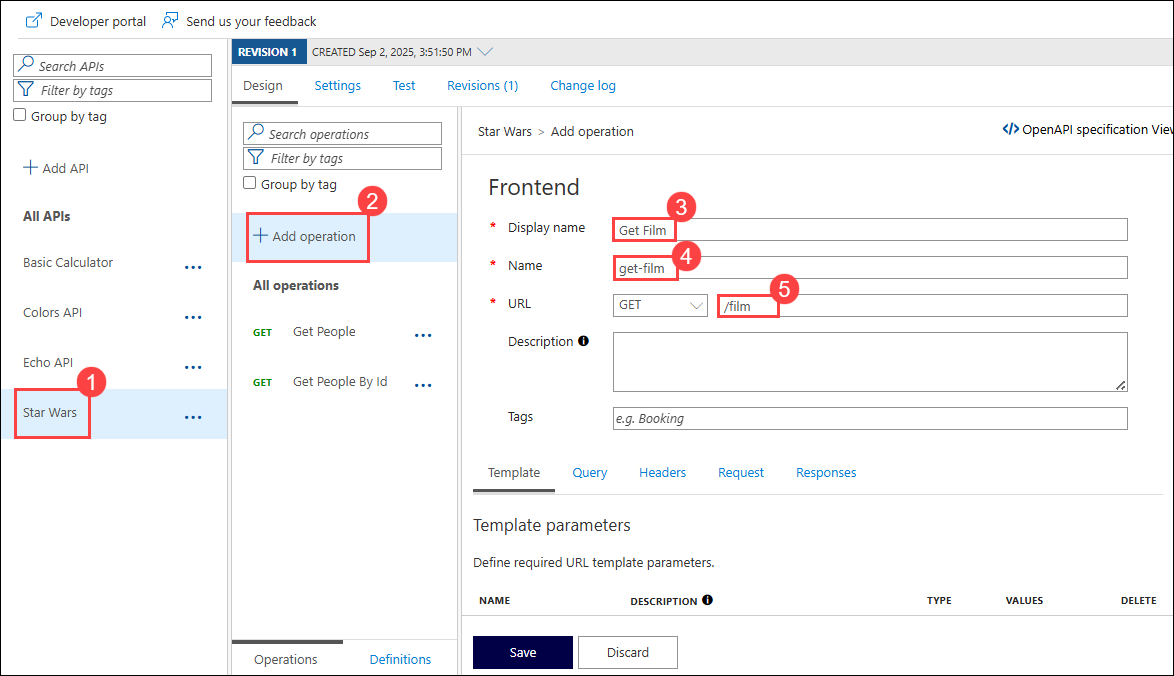 Developer portal
Send us your feedback
Search APIs
Filter by tags
Group by tag
Add API
All APIs
Basic Calculator
Colors API
Echo API
1
Star Wars
REVISION 1 CREATED Sep 2, 2025, 3:51:50 PM
Design Settings Test Revisions (1) Change log
Search operations
Filter by tags
Group by tag
2
Add operation
All operations
GET Get People
GET Get People By Id
Operations Definitions
Star Wars > Add operation
</> OpenAPI specification View
Frontend
3
* Display name Get Film
4
* Name get-film
5
* URL GET /film
Description
Tags e.g. Booking
Template Query Headers Request Responses
Template parameters
Define required URL template parameters.
NAME DESCRIPTION TYPE VALUES DELETE
Save Discard